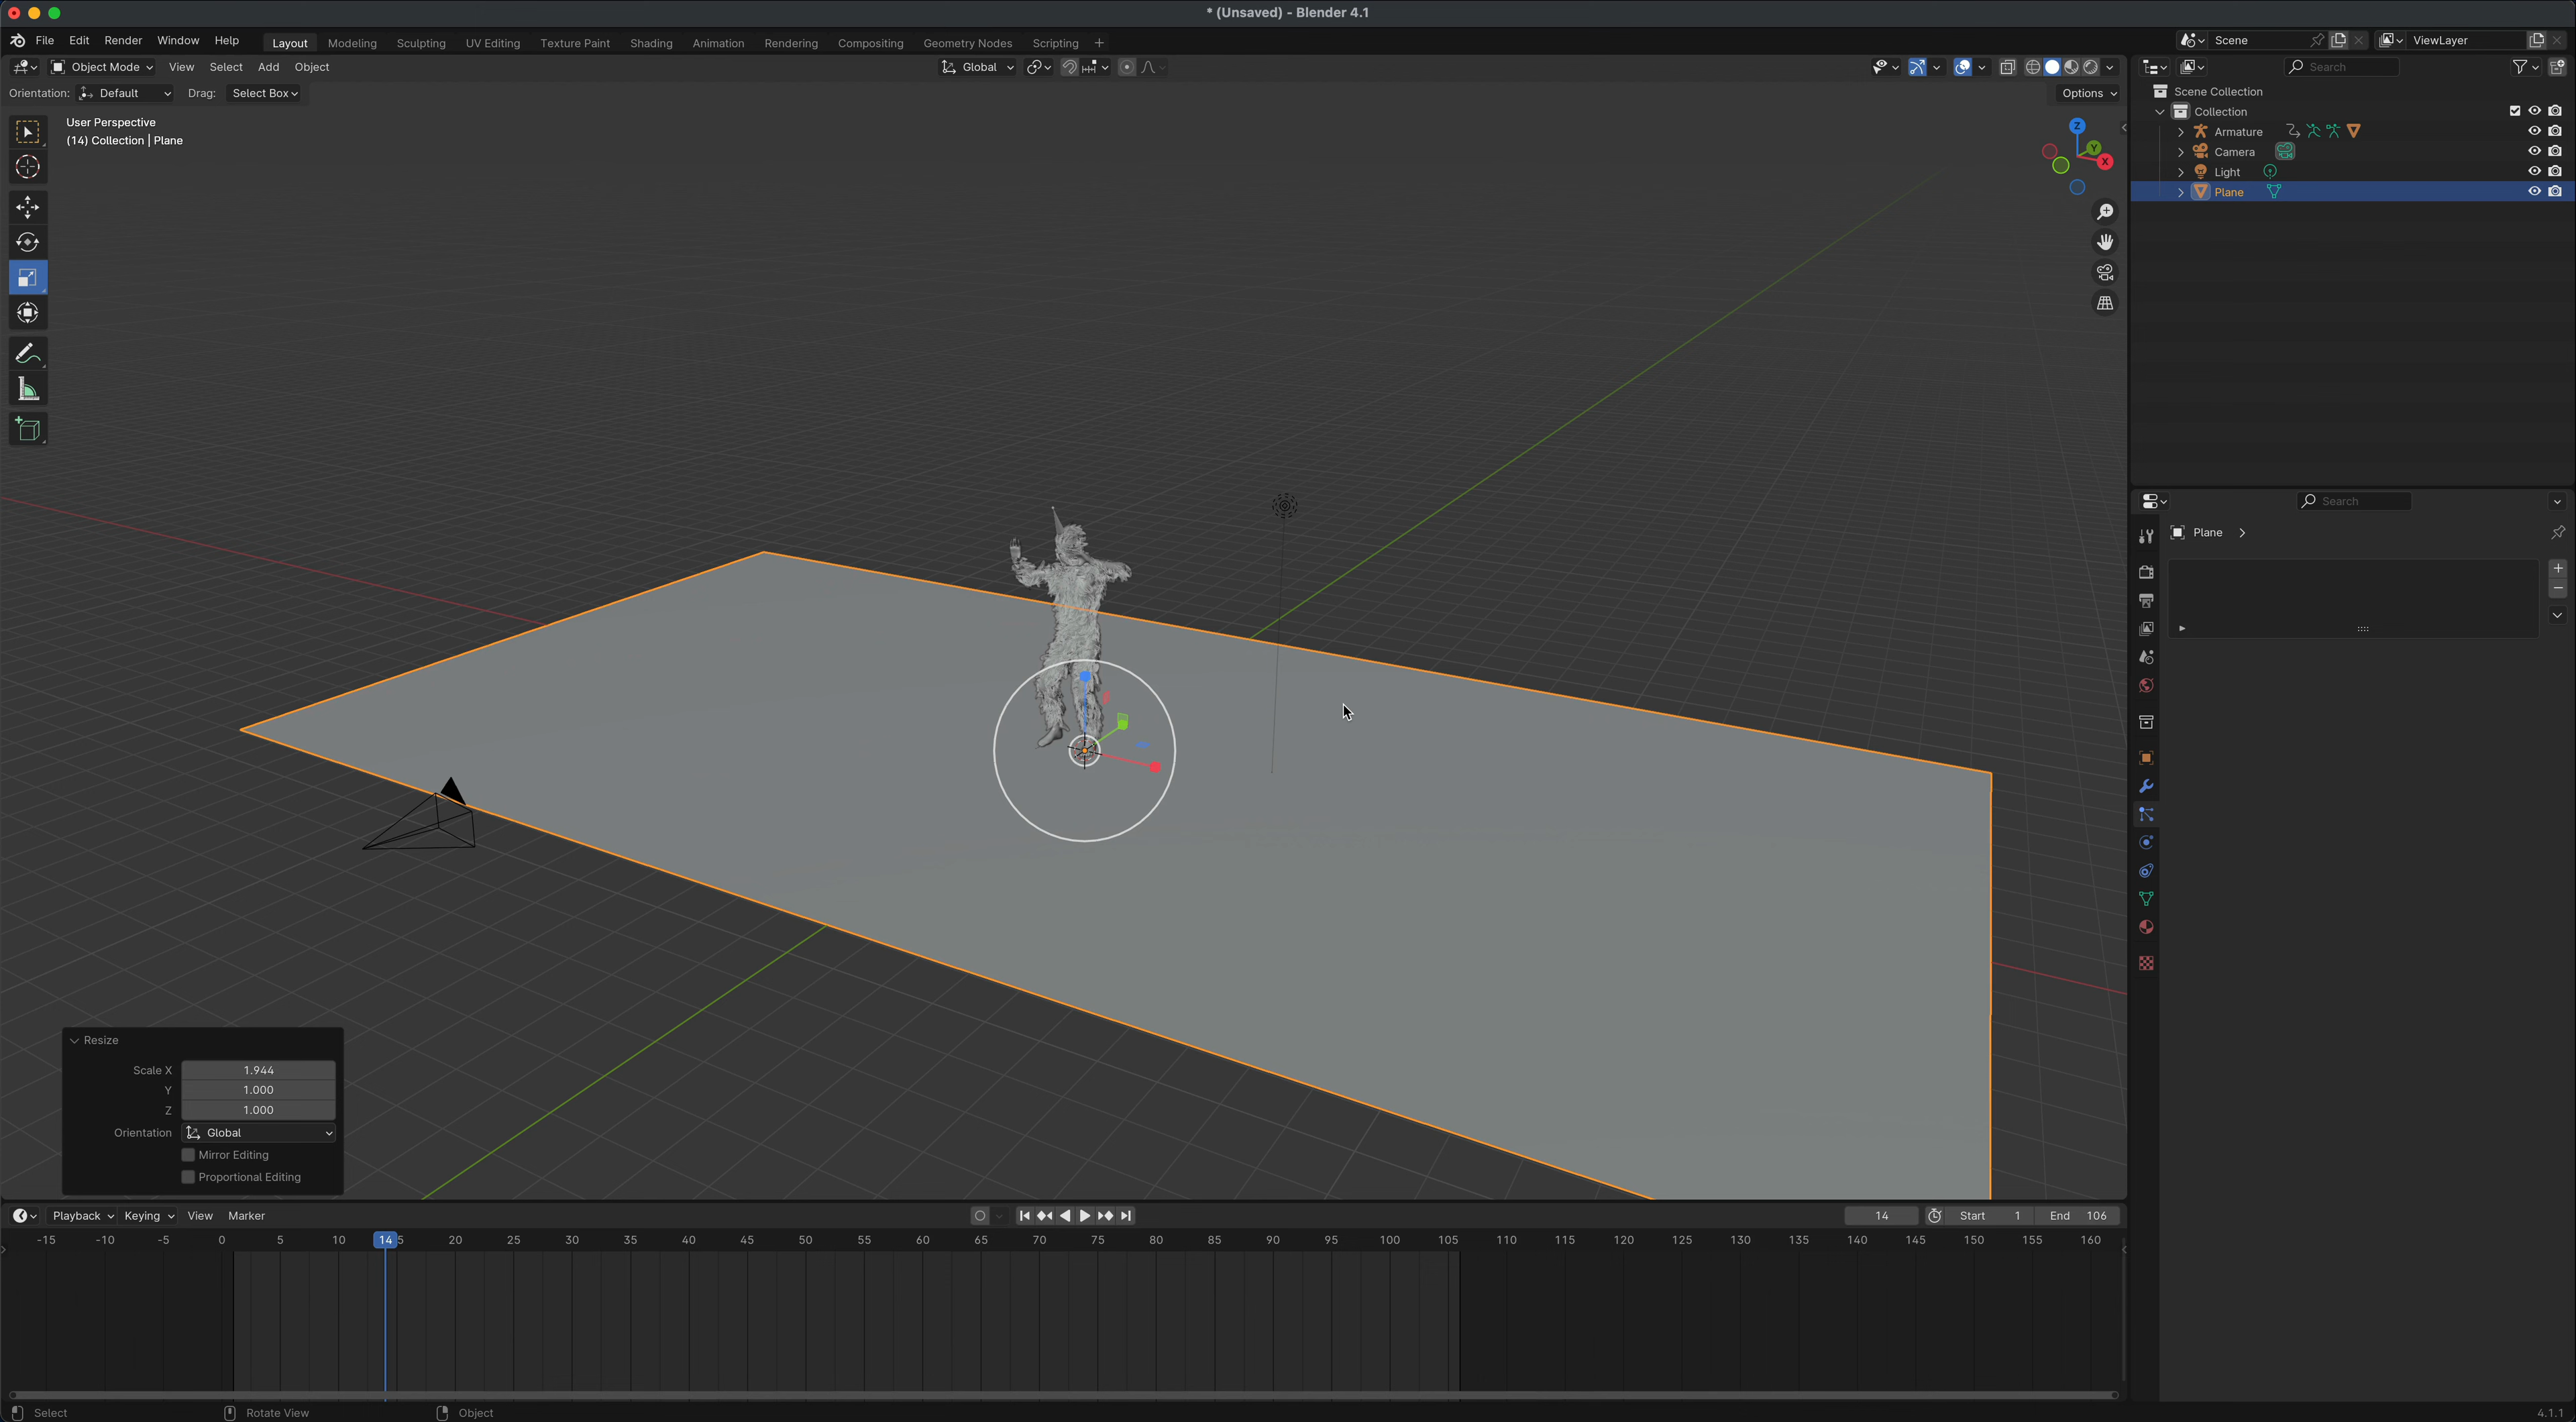 * (Unsaved) - Blender 4.1
File Edit Render Window Help Layout Modeling Sculpting UV Editing Texture Paint Shading Animation Rendering Compositing Geometry Nodes Scripting + Scene ViewLayer
Object Mode View Select Add Object Global Search
Orientation: Default Drag: Select Box Options
User Perspective
(14) Collection | Plane
Z
Y
X
Scene Collection
Collection
Armature
Camera
Light
Plane
Search
Plane
Resize
Scale X 1.944
Y 1.000
Z 1.000
Orientation Global
Mirror Editing
Proportional Editing
Playback Keying View Marker 14 Start 1 End 106
-15 -10 -5 0 5 10 14 5 20 25 30 35 40 45 50 55 60 65 70 75 80 85 90 95 100 105 110 115 120 125 130 135 140 145 150 155 160
Select Rotate View Object 4.1.1